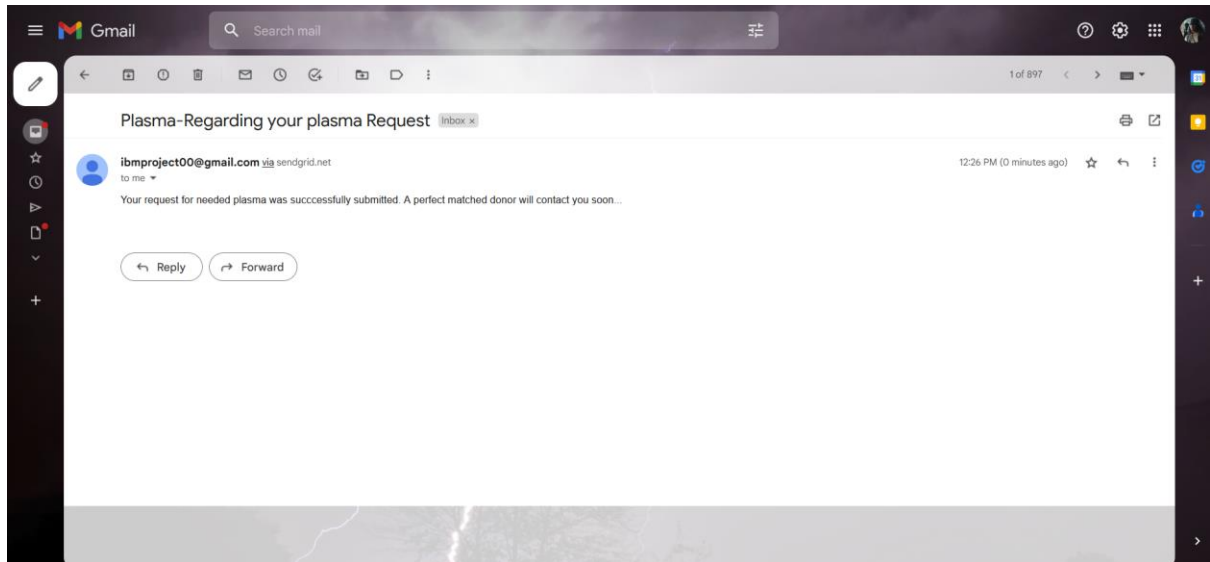 Gmail
Search mail
1 of 897
Plasma-Regarding your plasma Request Inbox x
ibmproject00@gmail.com via sendgrid.net 12:26 PM (0 minutes ago)
to me
Your request for needed plasma was succcessfully submitted. A perfect matched donor will contact you soon...
Reply Forward